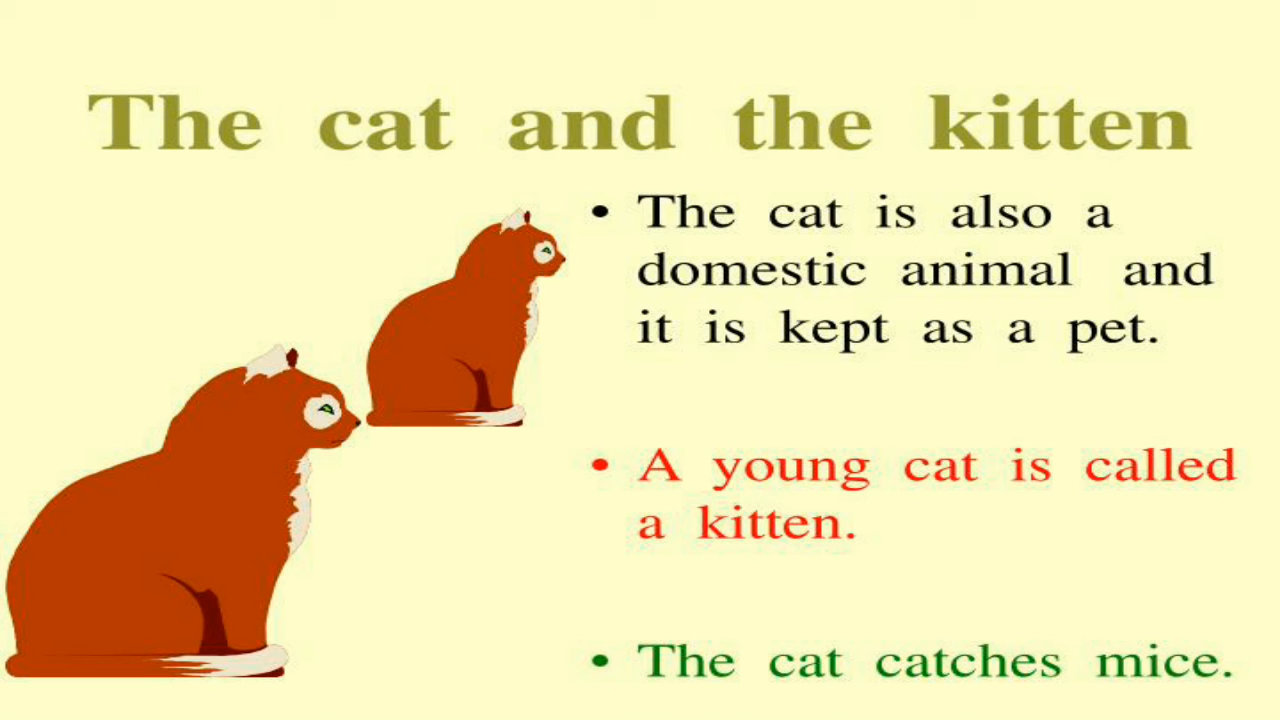 The cat and the kitten
• The cat is also a
domestic animal and
it is kept as a pet.
• A young cat is called
a kitten.
• The cat catches mice.